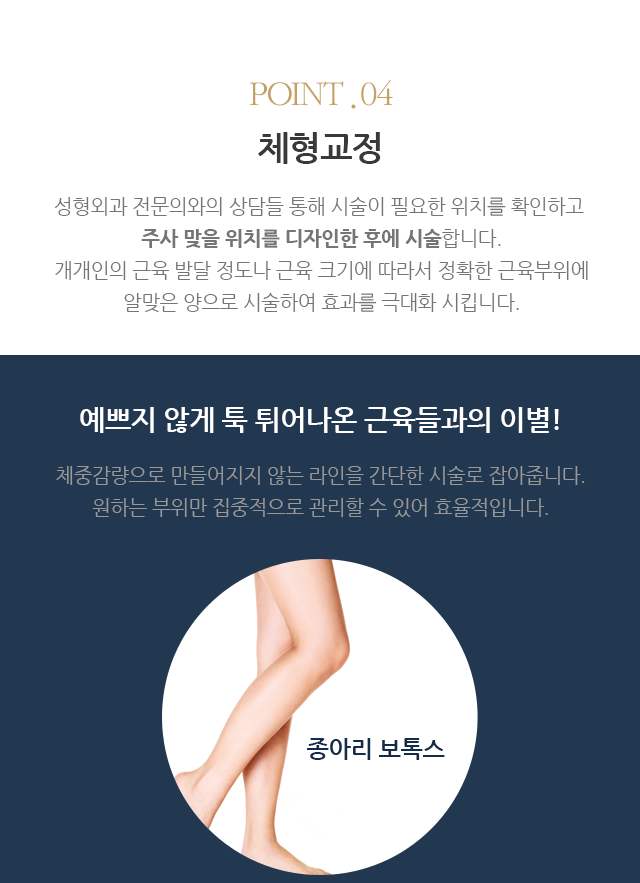 POINT .04
체형교정
성형외과 전문의와의 상담들 통해 시술이 필요한 위치를 확인하고
주사 맞을 위치를 디자인한 후에 시술합니다.
개개인의 근육 발달 정도나 근육 크기에 따라서 정확한 근육부위에
알맞은 양으로 시술하여 효과를 극대화 시킵니다.
예쁘지 않게 툭 튀어나온 근육들과의 이별!
체중감량으로 만들어지지 않는 라인을 간단한 시술로 잡아줍니다.
원하는 부위만 집중적으로 관리할 수 있어 효율적입니다.
종아리 보톡스